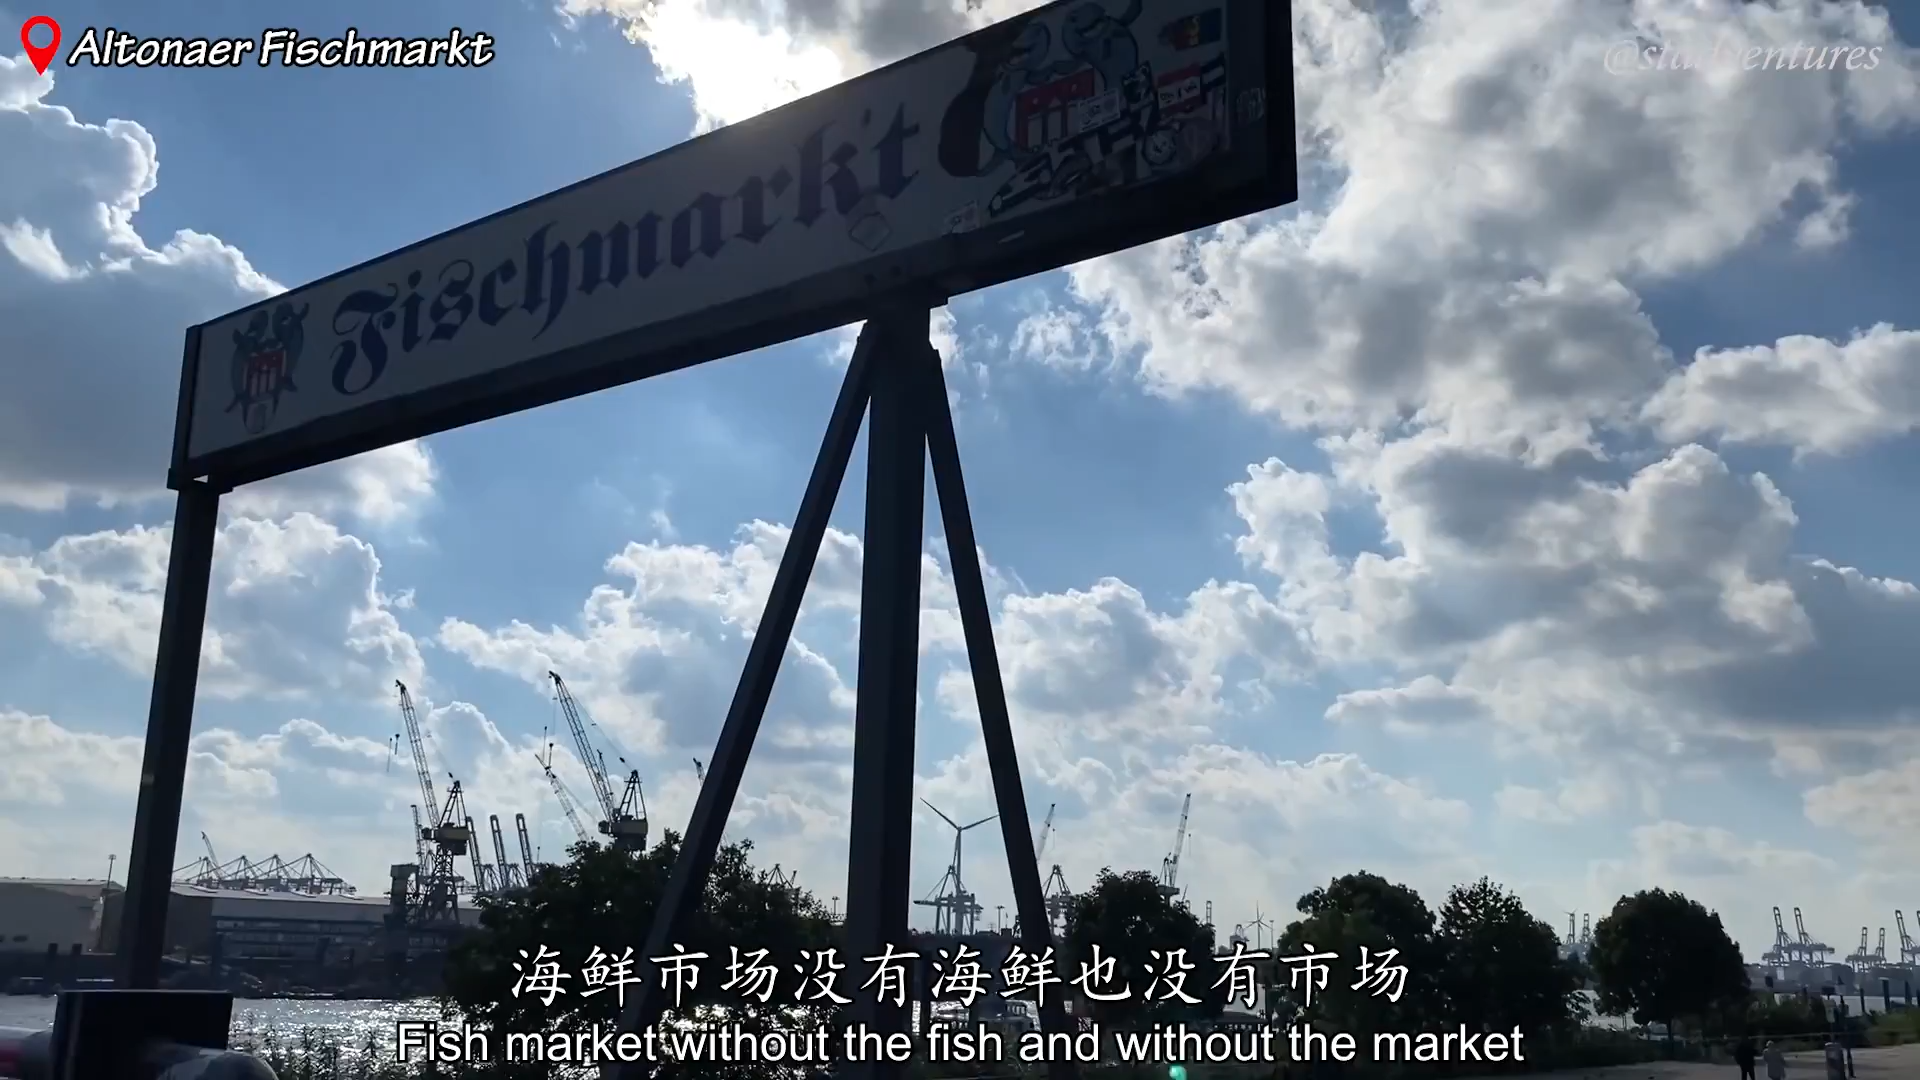 Altonaer Fischmarkt
@stadventures
Fischmarkt
海鲜市场没有海鲜也没有市场
Fish market without the fish and without the market